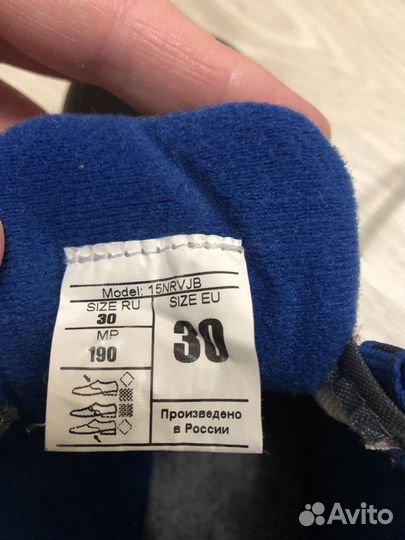 Model: 15NRVJB
SIZE RU
30
MP
190
SIZE EU
30
Произведено
в России
Avito